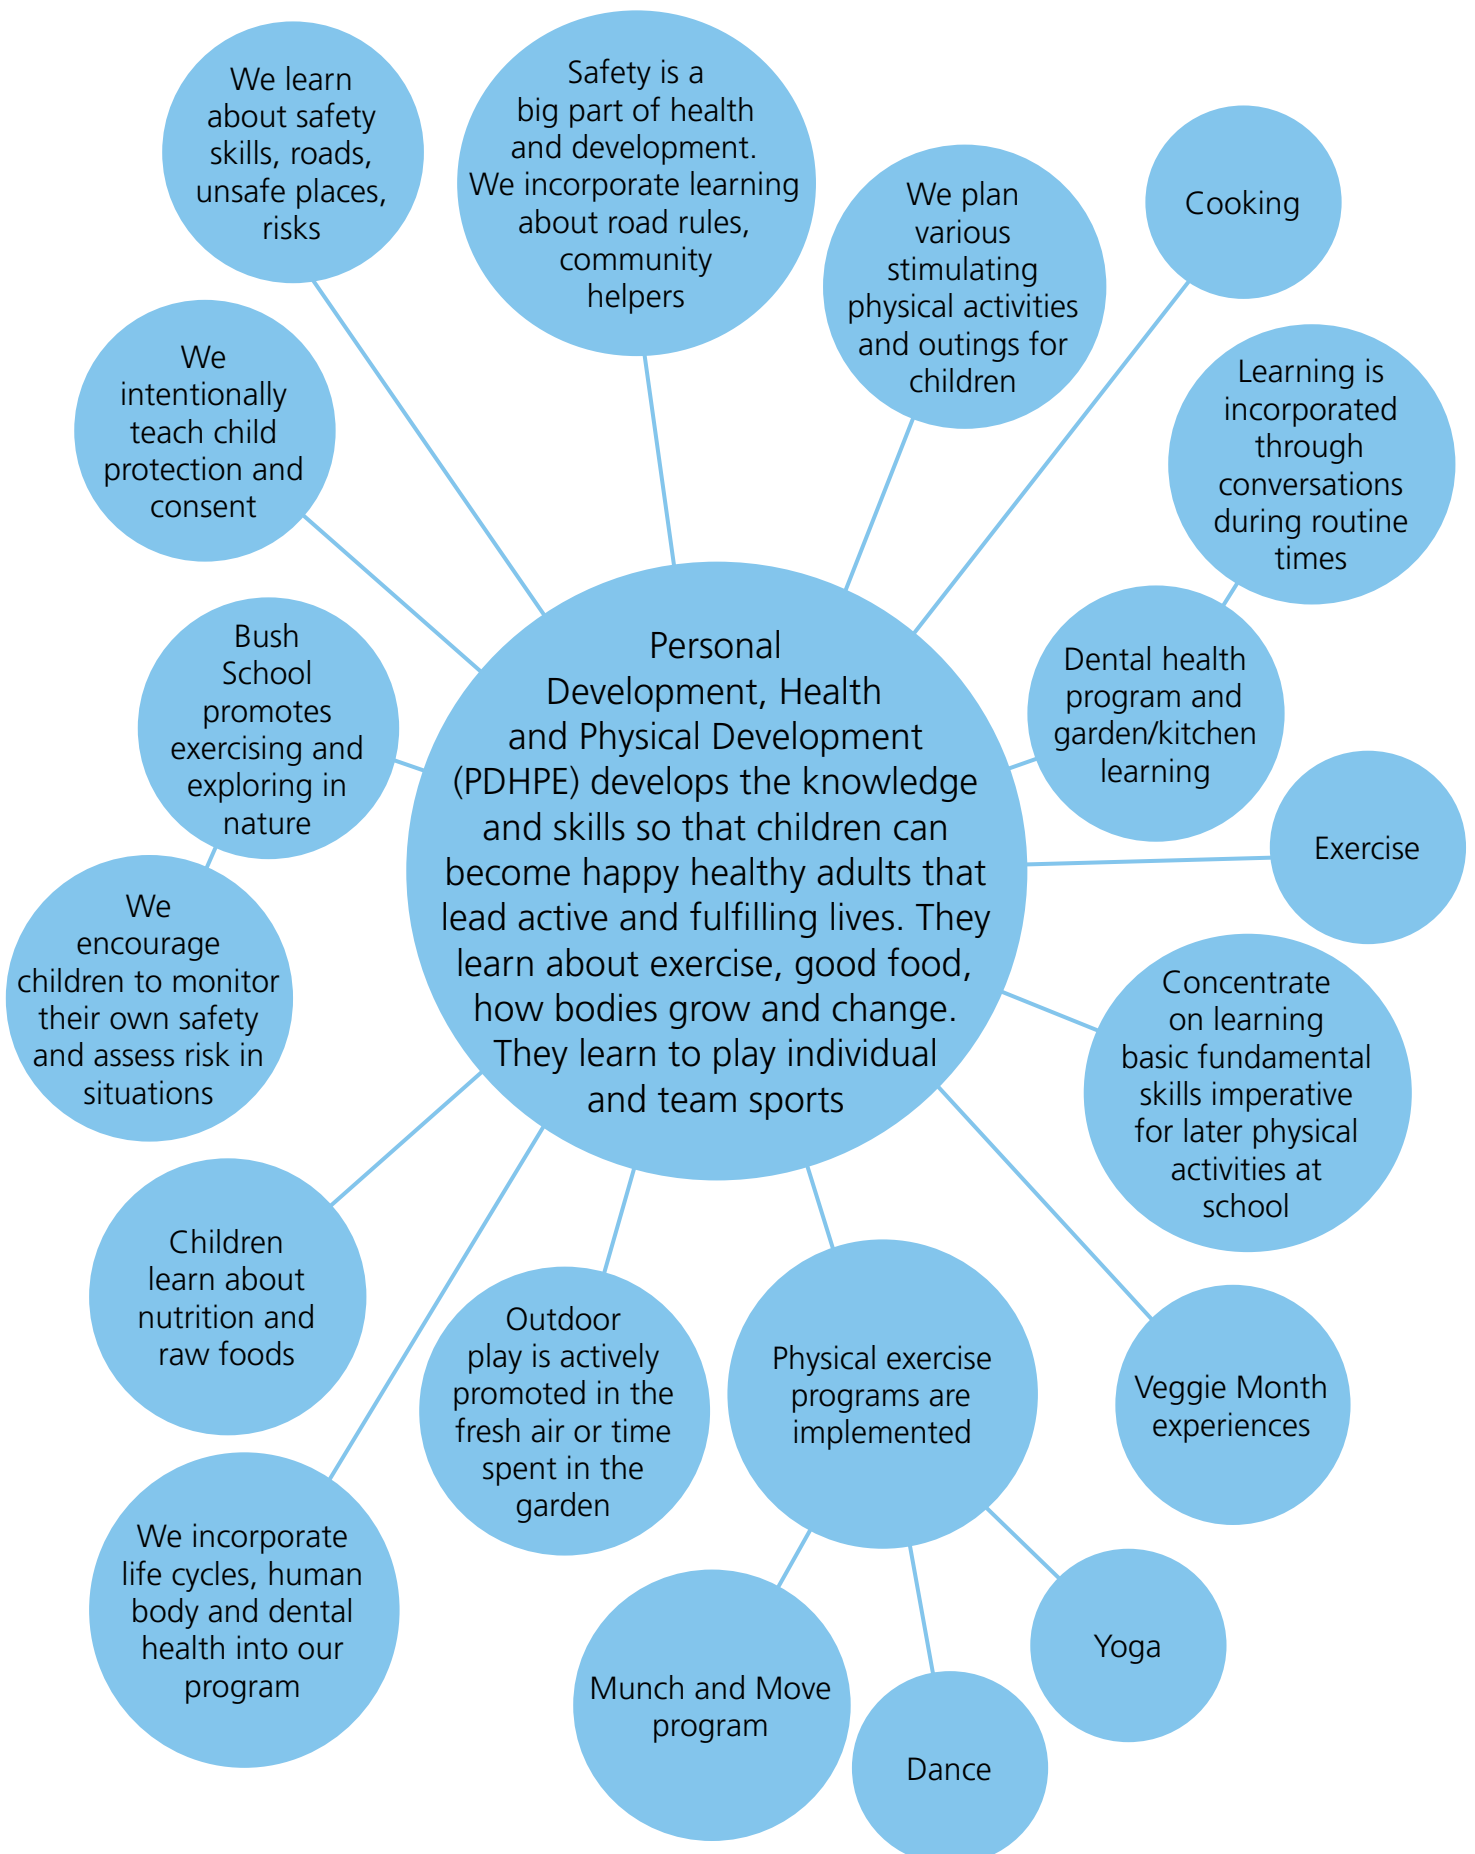 We learn
about safety
skills, roads,
unsafe places,
risks
Safety is a
big part of health
and development.
We incorporate learning
about road rules,
community
helpers
We plan
various
stimulating
physical activities
and outings for
children
Cooking
Learning is
incorporated
through
conversations
during routine
times
We
intentionally
teach child
protection and
consent
Bush
School
promotes
exercising and
exploring in
nature
Personal
Development, Health
and Physical Development
(PDHPE) develops the knowledge
and skills so that children can
become happy healthy adults that
lead active and fulfilling lives. They
learn about exercise, good food,
how bodies grow and change.
They learn to play individual
and team sports
Dental health
program and
garden/kitchen
learning
Exercise
We
encourage
children to monitor
their own safety
and assess risk in
situations
Concentrate
on learning
basic fundamental
skills imperative
for later physical
activities at
school
Children
learn about
nutrition and
raw foods
Outdoor
play is actively
promoted in the
fresh air or time
spent in the
garden
Physical exercise
programs are
implemented
Veggie Month
experiences
We incorporate
life cycles, human
body and dental
health into our
program
Munch and Move
program
Dance
Yoga